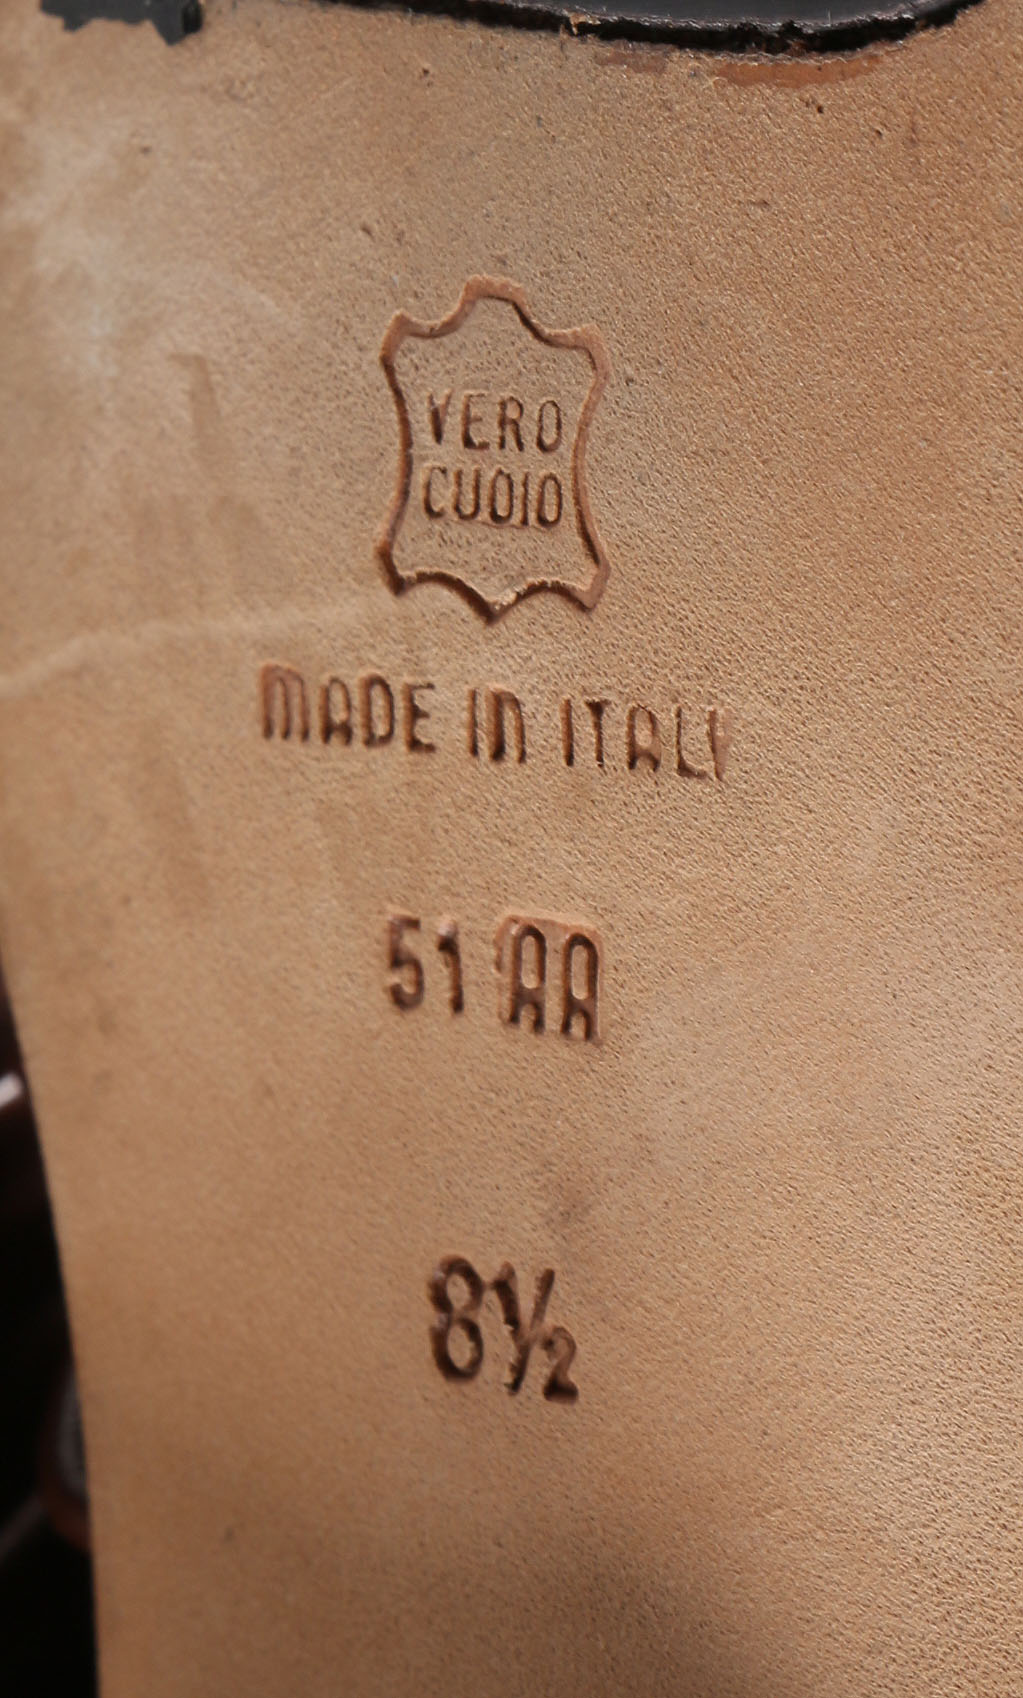 VERO
CUOIO
MADE IN ITALY
51 AA
8½